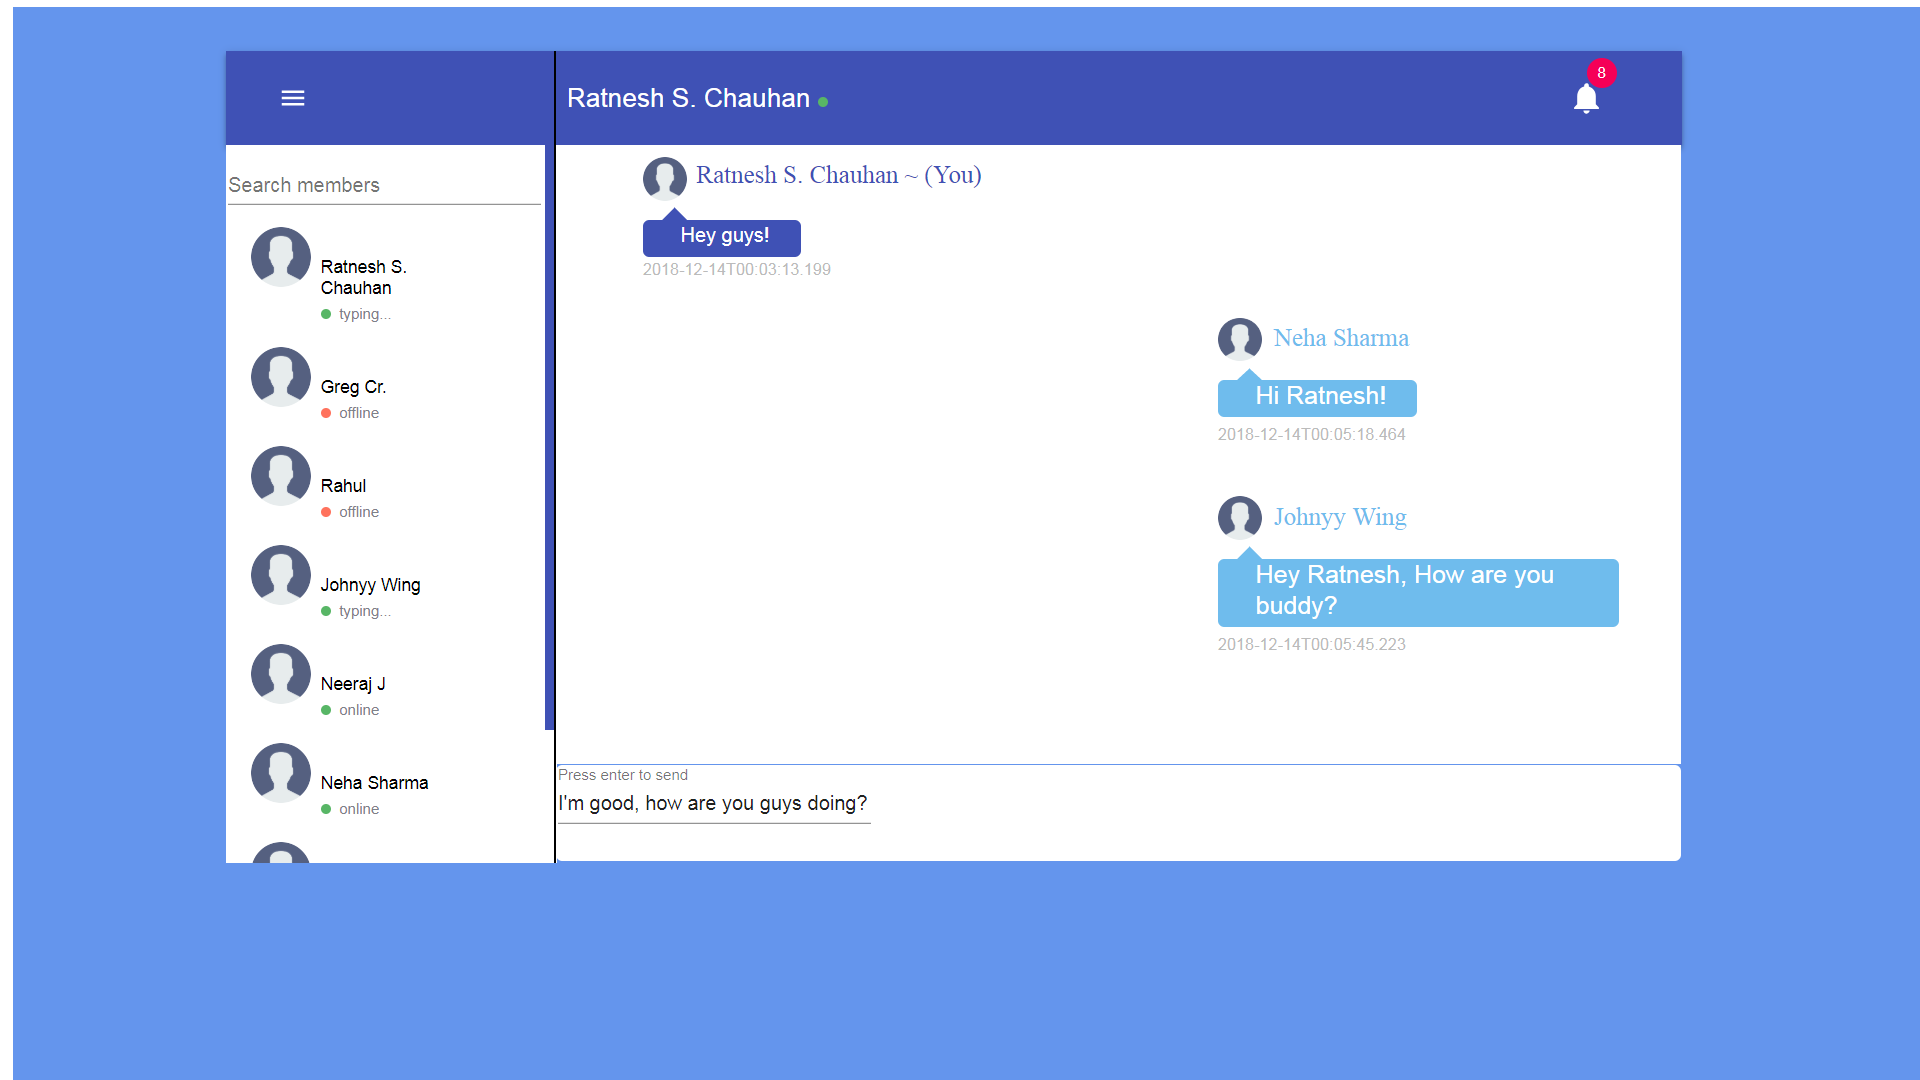 Ratnesh S. Chauhan
8
Search members
Ratnesh S.
Chauhan
typing...
Greg Cr.
offline
Rahul
offline
Johnyy Wing
typing...
Neeraj J
online
Neha Sharma
online
Ratnesh S. Chauhan ~ (You)
Hey guys!
2018-12-14T00:03:13.199
Neha Sharma
Hi Ratnesh!
2018-12-14T00:05:18.464
Johnyy Wing
Hey Ratnesh, How are you
buddy?
2018-12-14T00:05:45.223
Press enter to send
I'm good, how are you guys doing?